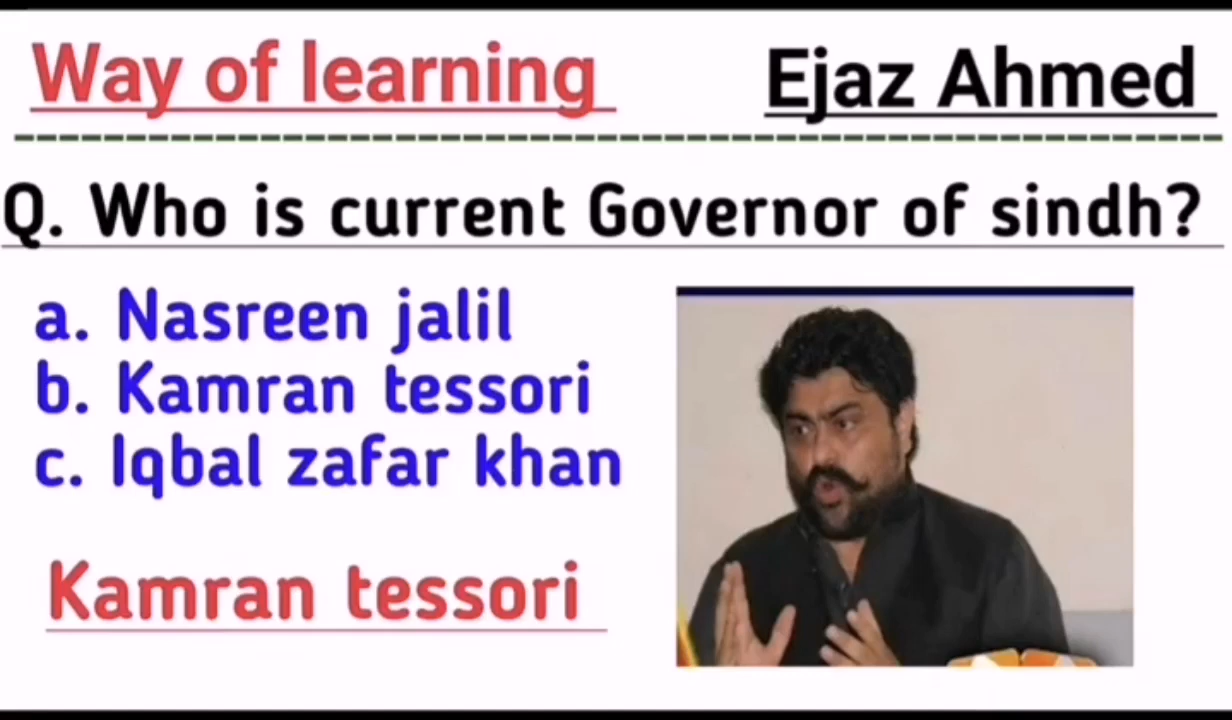 Way of learning
Ejaz Ahmed
Q. Who is current Governor of sindh?
a. Nasreen jalil
b. Kamran tessori
c. Iqbal zafar khan
Kamran tessori